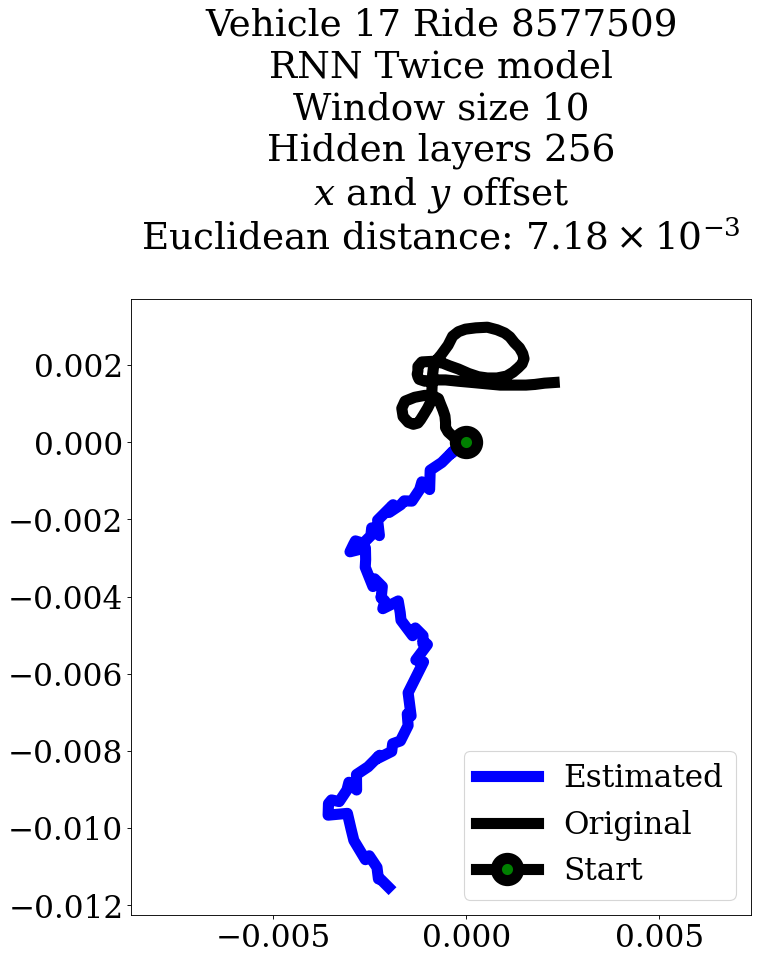 Vehicle 17 Ride 8577509
RNN Twice model
Window size 10
Hidden layers 256
x and y offset
Euclidean distance: 7.18 × 10⁻³
0.002
0.000
−0.002
−0.004
−0.006
−0.008
−0.010
−0.012
Estimated
Original
Start
−0.005 0.000 0.005